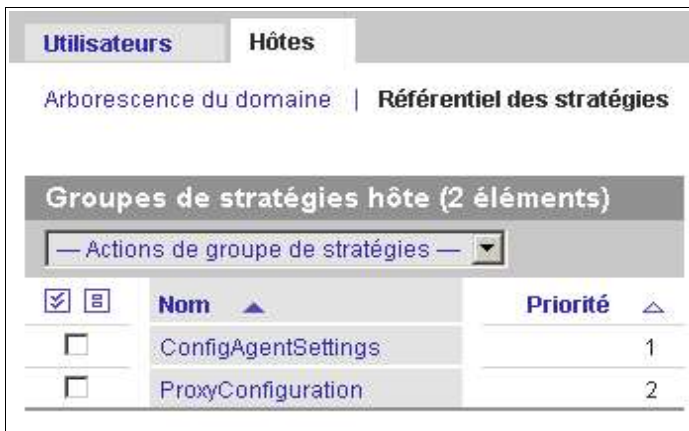 Utilisateurs Hôtes
Arborescence du domaine | Référentiel des stratégies
Groupes de stratégies hôte (2 éléments)
— Actions de groupe de stratégies —
Nom Priorité
ConfigAgentSettings 1
ProxyConfiguration 2